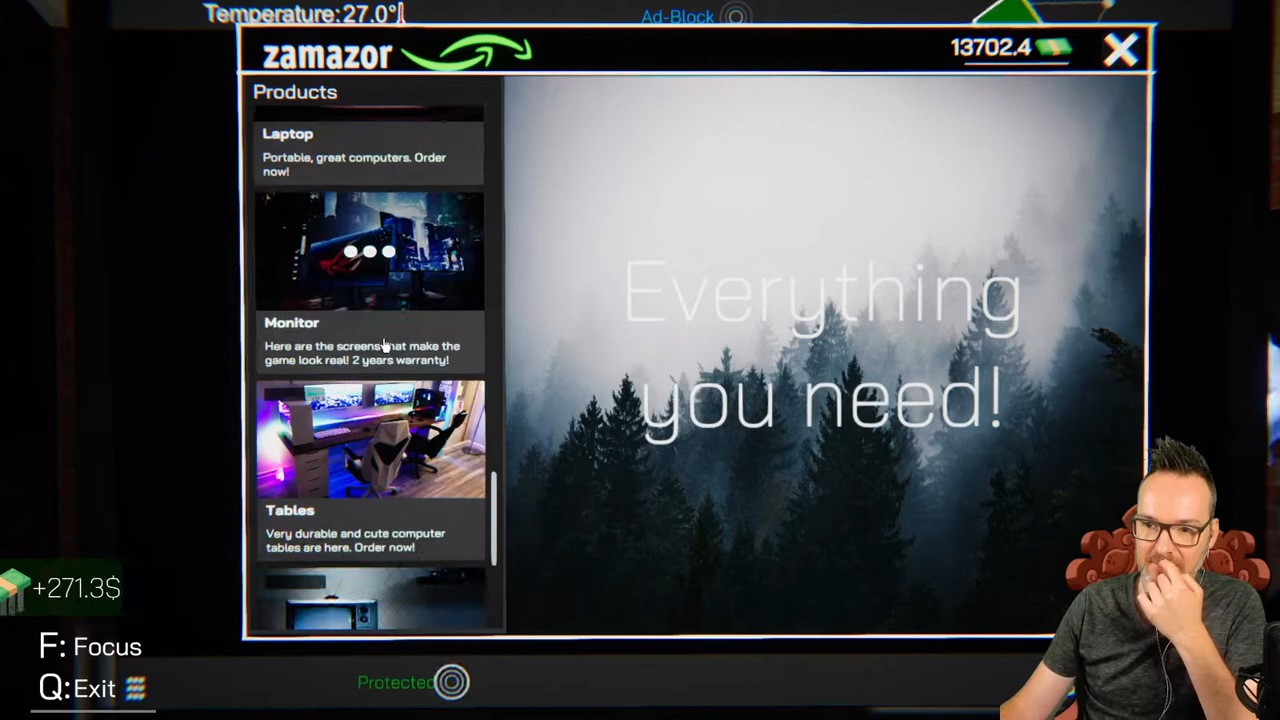 Temperature: 27.0°
Ad-Block
zamazor
13702.4
X
Products
Laptop
Portable, great computers. Order
now!
Monitor
Here are the screens that make the
game look real! 2 years warranty!
Tables
Very durable and cute computer
tables are here. Order now!
Everything
you need!
+271.3$
F: Focus
Q: Exit
Protected